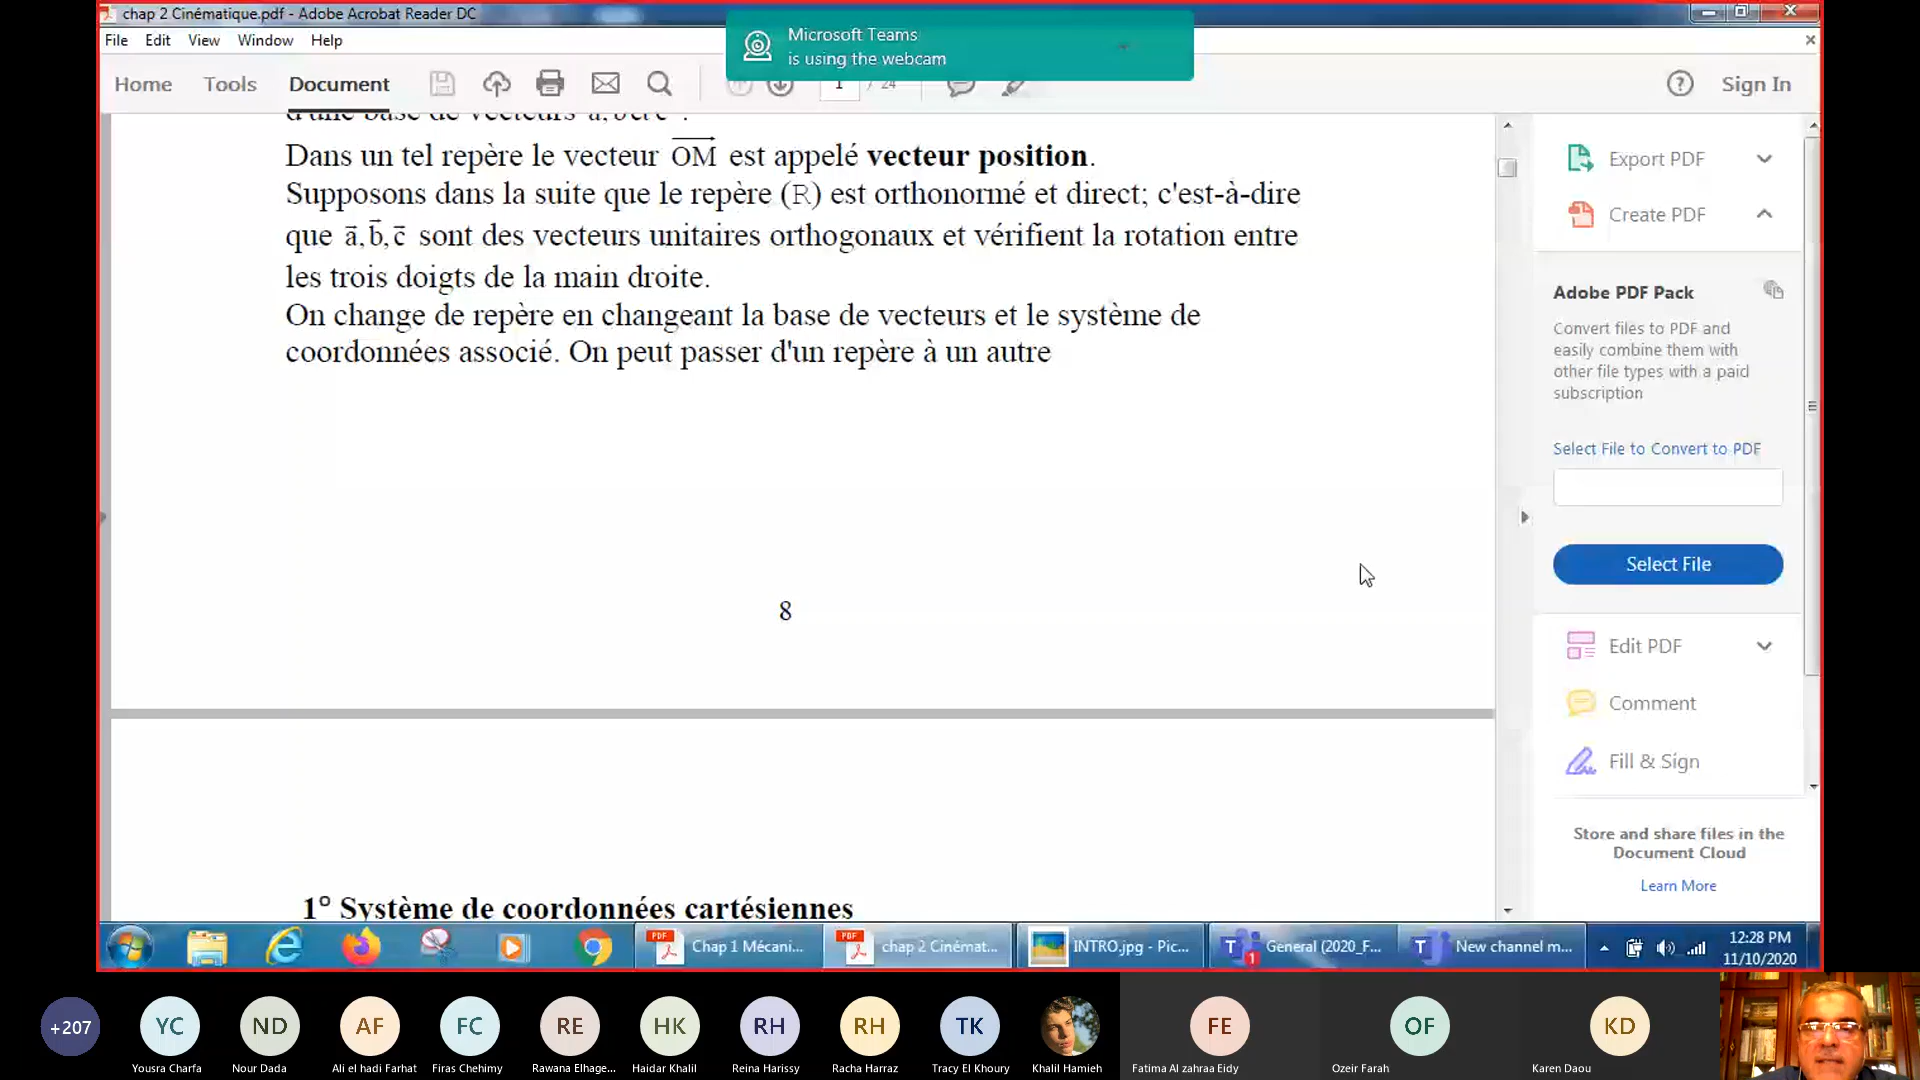 chap 2 Cinématique.pdf - Adobe Acrobat Reader DC
File Edit View Window Help
Microsoft Teams
is using the webcam
Home Tools Document
1 / 24
Sign In
d'une base de vecteurs
Dans un tel repère le vecteur OM est appelé vecteur position.
Supposons dans la suite que le repère (R) est orthonormé et direct; c'est-à-dire
que a, b, c sont des vecteurs unitaires orthogonaux et vérifient la rotation entre
les trois doigts de la main droite.
On change de repère en changeant la base de vecteurs et le système de
coordonnées associé. On peut passer d'un repère à un autre
8
1° Système de coordonnées cartésiennes
Export PDF
Create PDF
Adobe PDF Pack
Convert files to PDF and
easily combine them with
other file types with a paid
subscription
Select File to Convert to PDF
Select File
Edit PDF
Comment
Fill & Sign
Store and share files in the
Document Cloud
Learn More
Chap 1 Mécani...
chap 2 Cinémat...
INTRO.jpg - Pic...
General (2020_F...
New channel m...
12:28 PM
11/10/2020
+207
YC ND AF FC RE HK RH RH TK FE OF KD
Yousra Charfa
Nour Dada
Ali el hadi Farhat
Firas Chehimy
Rawana Elhage...
Haidar Khalil
Reina Harissy
Racha Harraz
Tracy El Khoury
Khalil Hamieh
Fatima Al zahraa Eidy
Ozeir Farah
Karen Daou